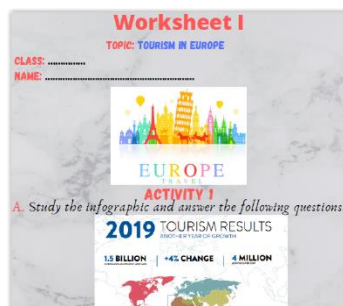 Worksheet I
TOPIC: TOURISM IN EUROPE
CLASS: ...............
NAME: ......................................................
EUROPE
TRAVEL
ACTIVITY 1
A. Study the infographic and answer the following questions
2019 TOURISM RESULTS
ANOTHER YEAR OF GROWTH
1.5 BILLION
+4% CHANGE
4 MILLION